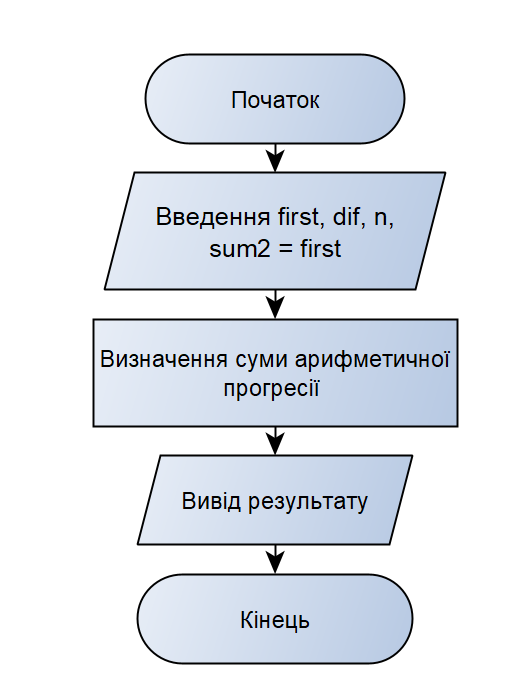 Початок
Введення first, dif, n,
sum2 = first
Визначення суми арифметичної
прогресії
Вивід результату
Кінець